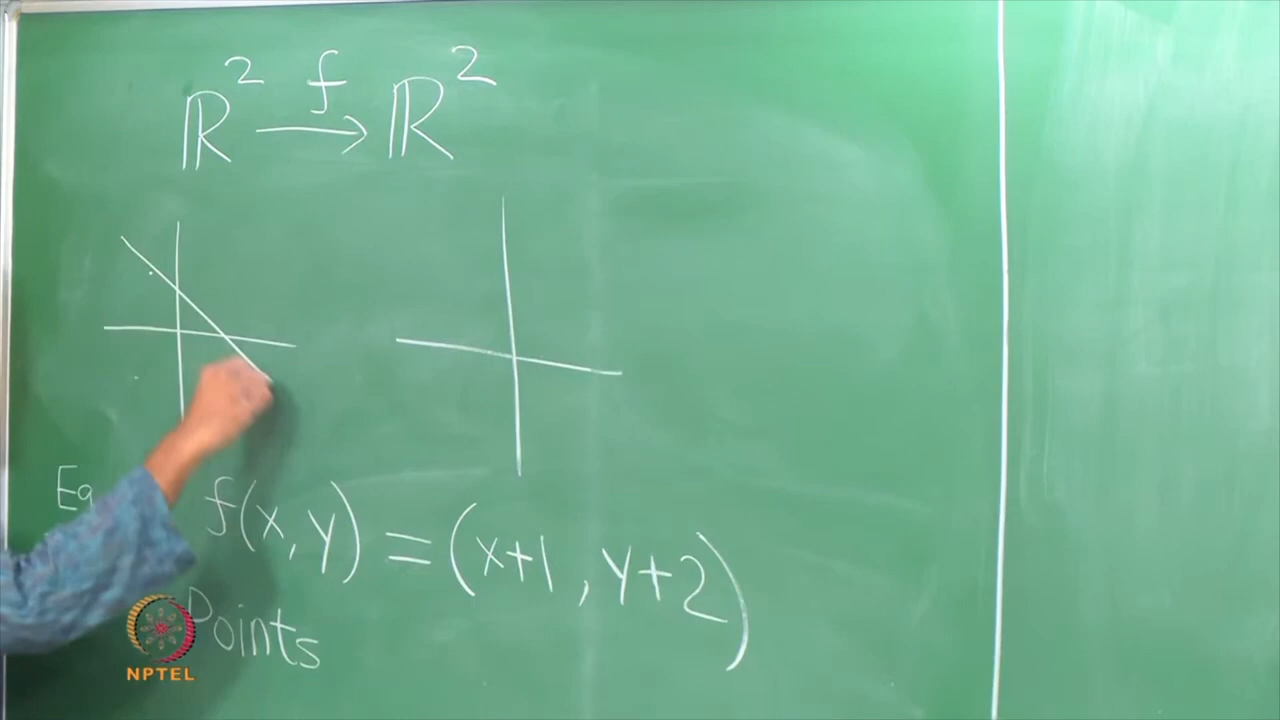 ℝ² —f→ ℝ²
Eg f(x, y) = (x+1, y+2)
Points
NPTEL